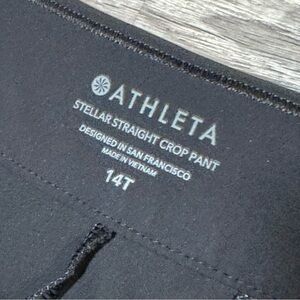 ATHLETA
STELLAR STRAIGHT CROP PANT
DESIGNED IN SAN FRANCISCO
MADE IN VIETNAM
14T